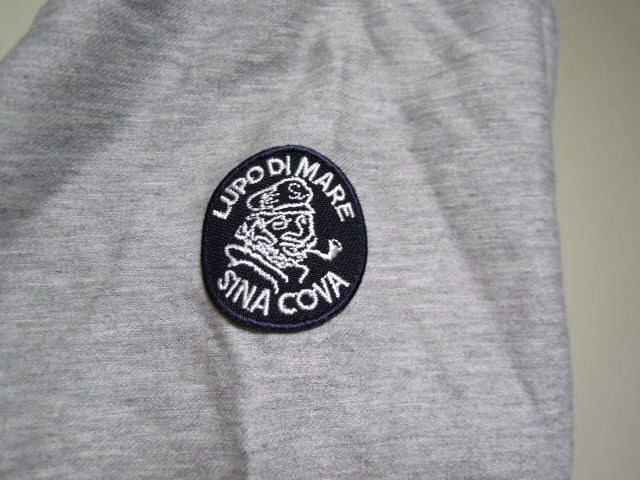 LUPO DI MARE
SINA COVA